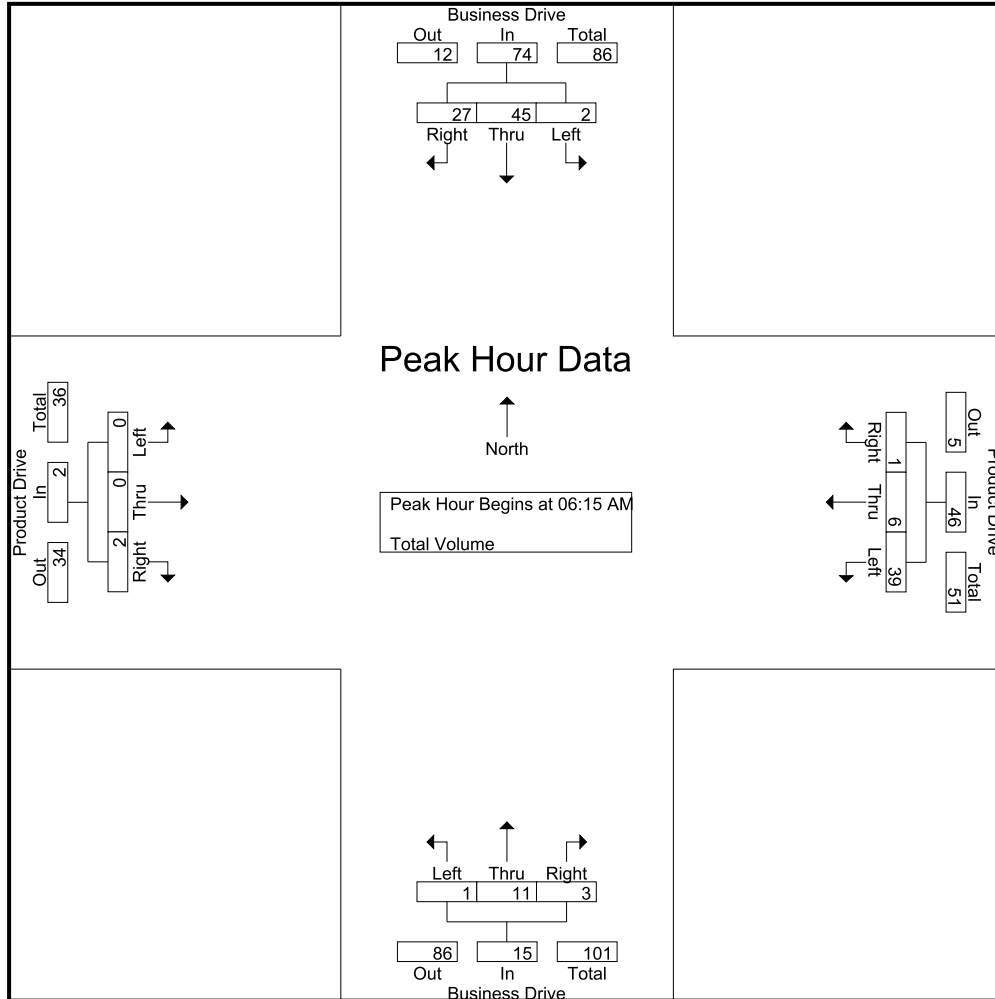 Business Drive
Out In Total
12 74 86
27 45 2
Right Thru Left
Peak Hour Data
North
Peak Hour Begins at 06:15 AM
Total Volume
Product Drive
Total In Out
36 2 34
0 0 2
Left Thru Right
Product Drive
Out In Total
5 46 51
1 6 39
Right Thru Left
Left Thru Right
1 11 3
86 15 101
Out In Total
Business Drive